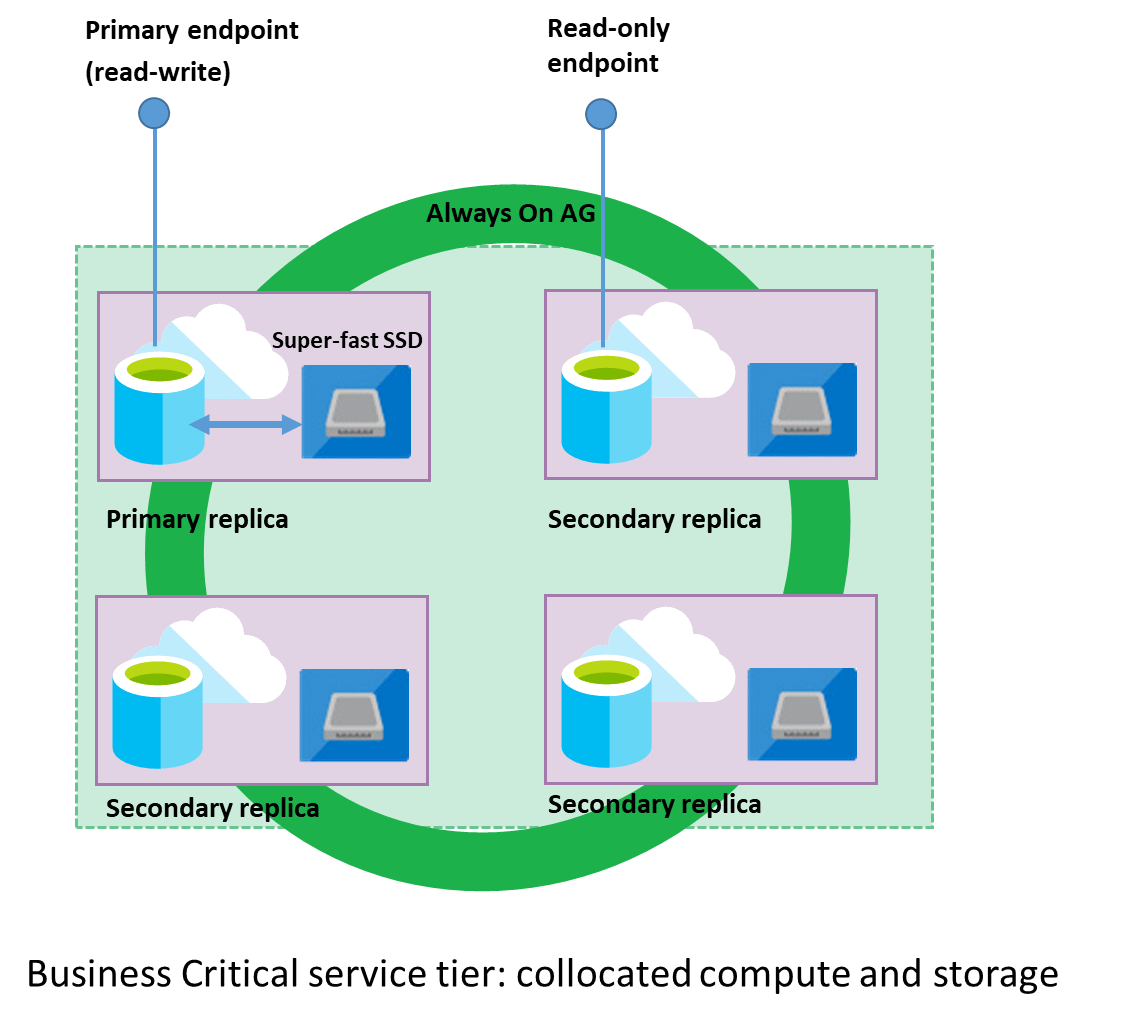 Primary endpoint
(read-write)
Read-only
endpoint
Always On AG
Super-fast SSD
Primary replica
Secondary replica
Secondary replica
Secondary replica
Business Critical service tier: collocated compute and storage